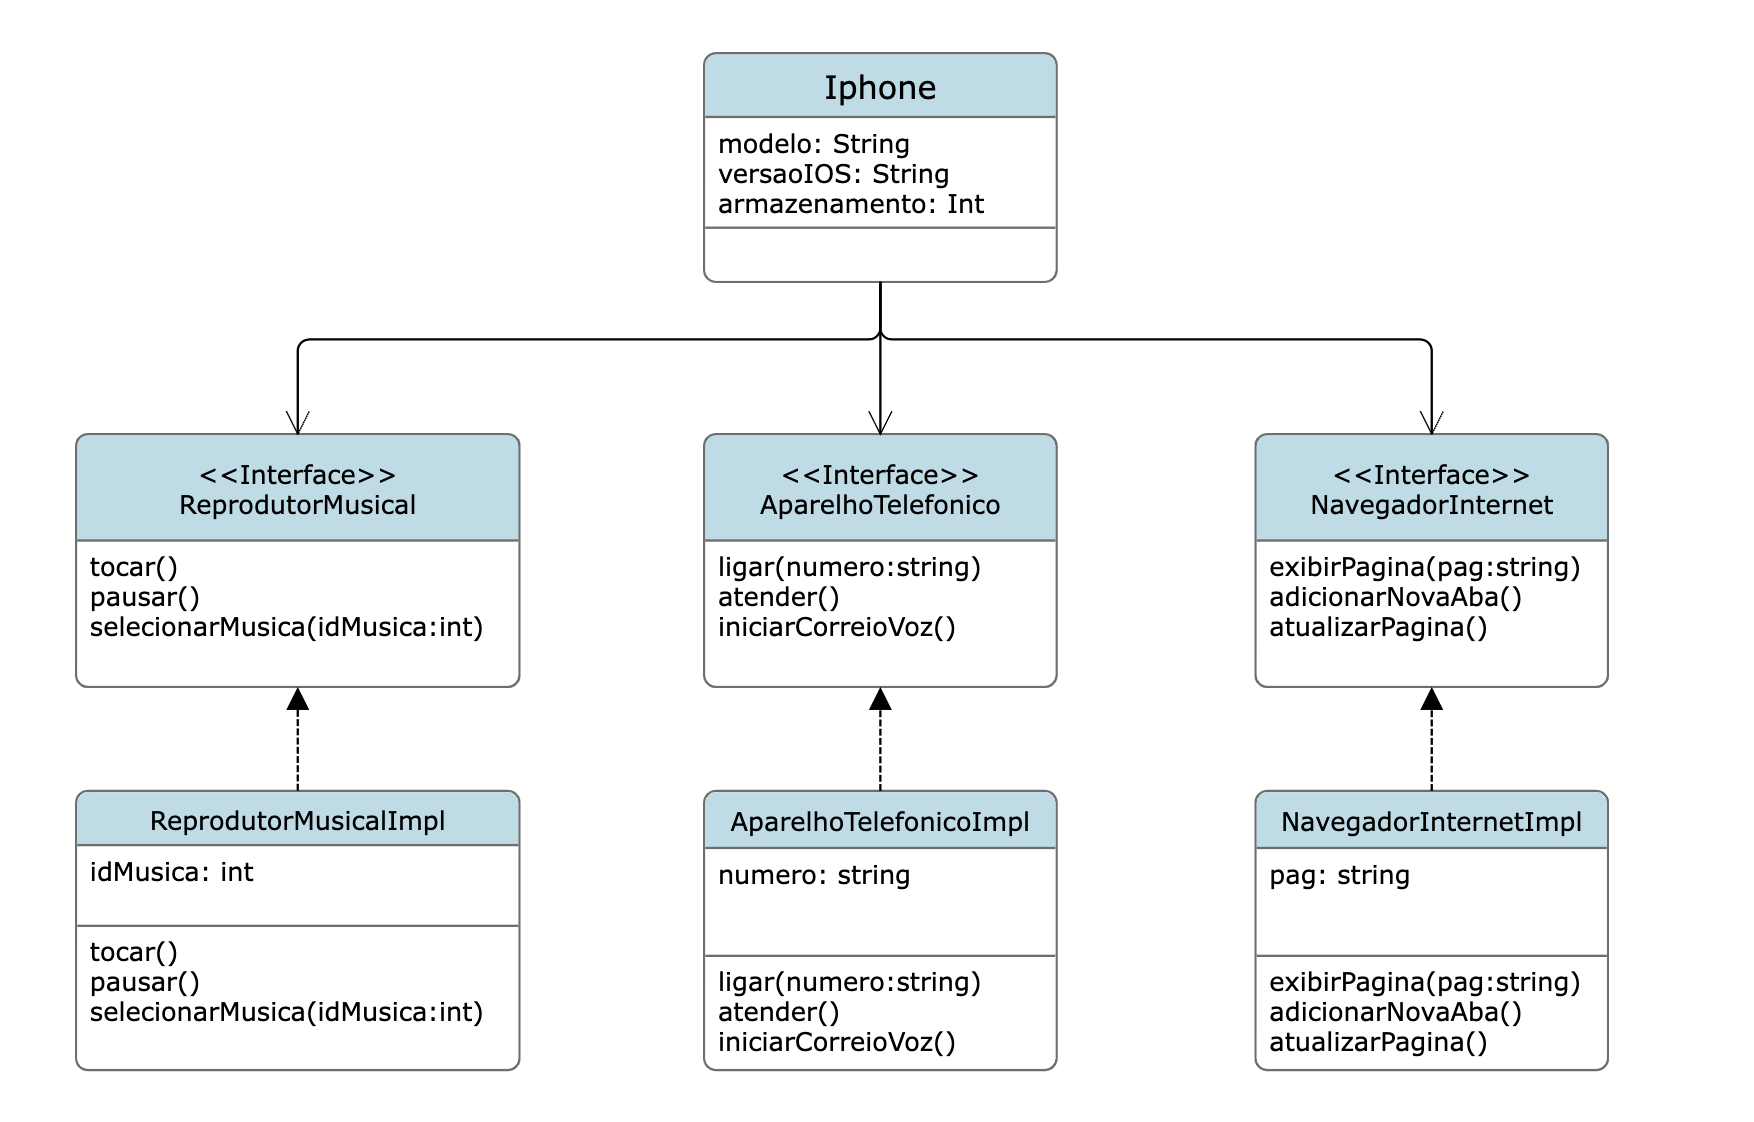 Iphone
modelo: String
versaoIOS: String
armazenamento: Int
<<Interface>>
ReprodutorMusical
tocar()
pausar()
selecionarMusica(idMusica:int)
<<Interface>>
AparelhoTelefonico
ligar(numero:string)
atender()
iniciarCorreioVoz()
<<Interface>>
NavegadorInternet
exibirPagina(pag:string)
adicionarNovaAba()
atualizarPagina()
ReprodutorMusicalImpl
idMusica: int
tocar()
pausar()
selecionarMusica(idMusica:int)
AparelhoTelefonicoImpl
numero: string
ligar(numero:string)
atender()
iniciarCorreioVoz()
NavegadorInternetImpl
pag: string
exibirPagina(pag:string)
adicionarNovaAba()
atualizarPagina()